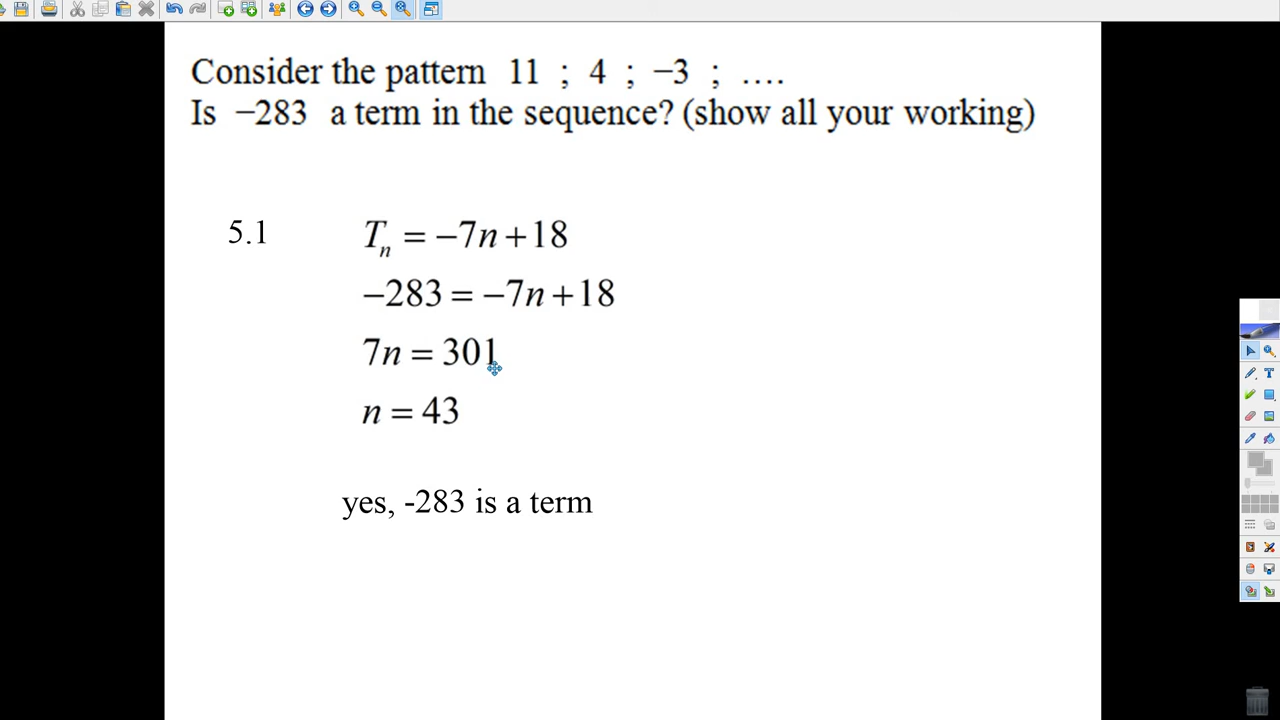 Consider the pattern 11 ; 4 ; −3 ; ....
Is −283 a term in the sequence? (show all your working)
5.1 Tₙ = −7n + 18
−283 = −7n + 18
7n = 301
n = 43
yes, -283 is a term